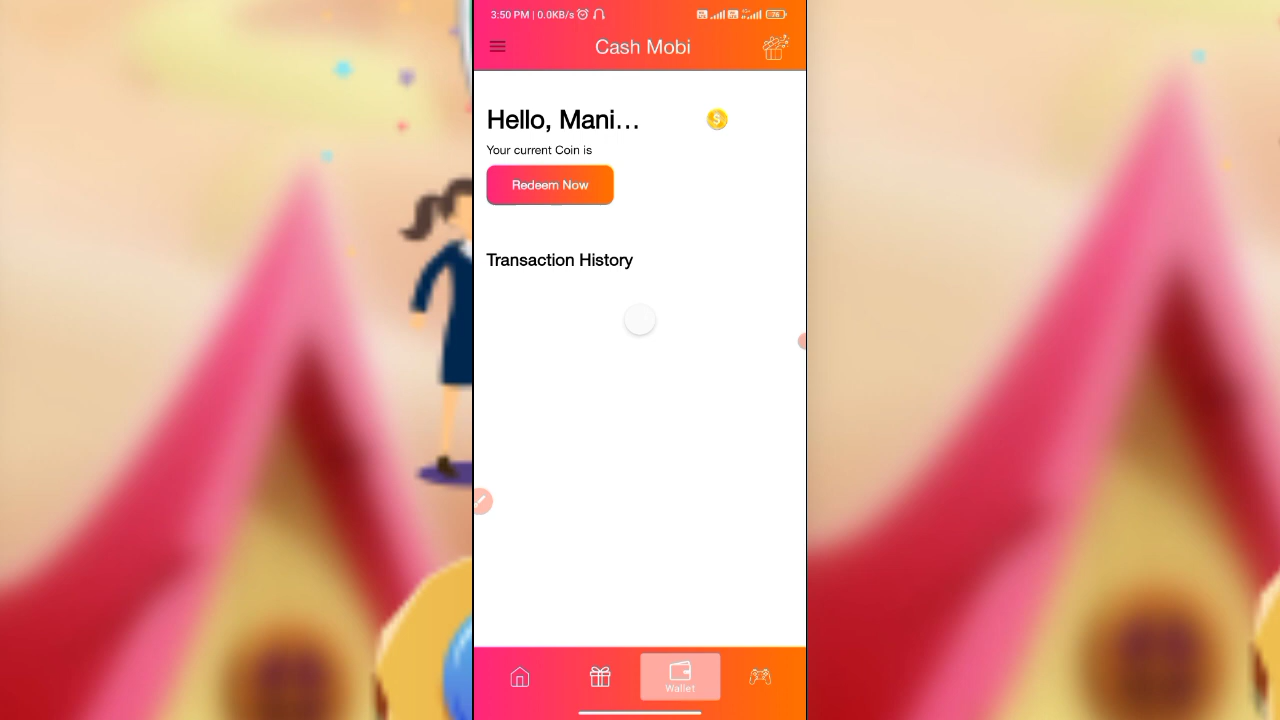 3:50 PM | 0.0KB/s
Cash Mobi
Hello, Mani...
Your current Coin is
Redeem Now
Transaction History
Wallet